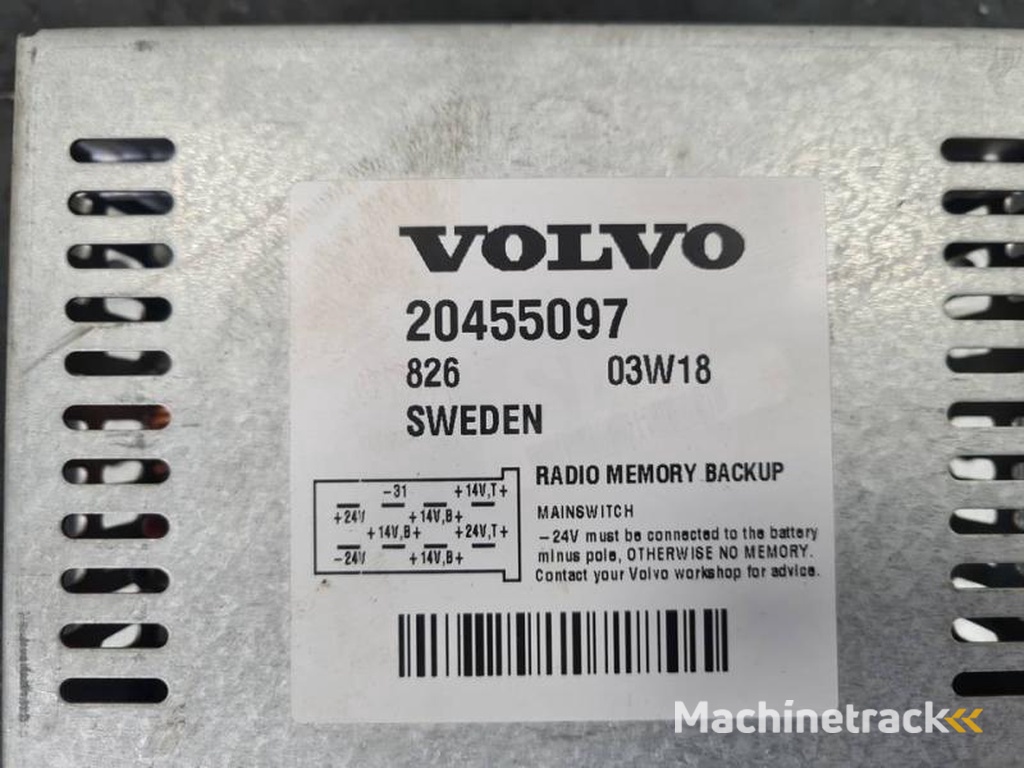 VOLVO
20455097
826 03W18
SWEDEN
-31 +14V,T+
+24V +14V,B+
+14V,B+ +24V,T+
-24V +14V,B+
RADIO MEMORY BACKUP
MAINSWITCH
-24V must be connected to the battery
minus pole, OTHERWISE NO MEMORY.
Contact your Volvo workshop for advice.
Machinetrack